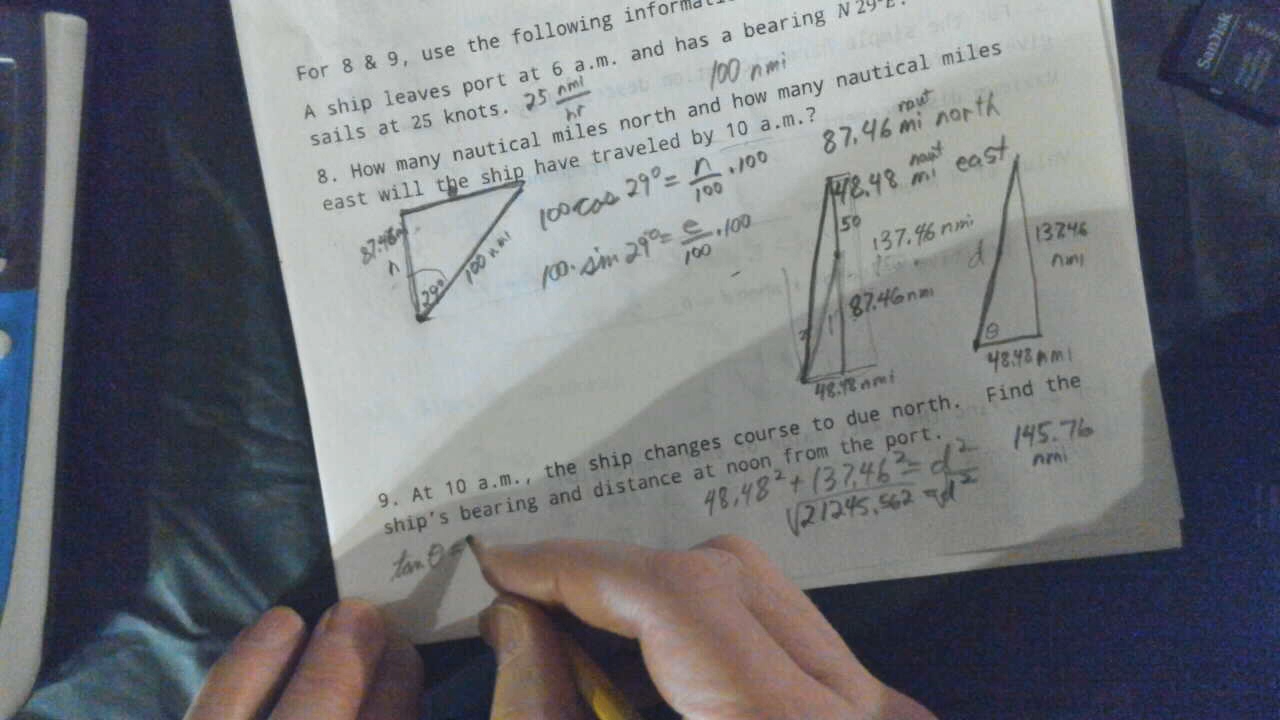 For 8 & 9, use the following
A ship leaves port at 6 a.m. and has a bearing N 29° E.
sails at 25 knots. 25 nmi/hr
100 nmi
8. How many nautical miles north and how many nautical miles
east will the ship have traveled by 10 a.m.?
87.46 naut mi north
48.48 naut mi east
100·cos 29° = n/100 ·100
100·sin 29° = e/100 ·100
87.46
n
100 nmi
29°
50
137.46 nmi
87.46 nmi
48.48 nmi
d
137.46
nmi
θ
48.48 nmi
9. At 10 a.m., the ship changes course to due north. Find the
ship's bearing and distance at noon from the port.
145.76
nmi
48.48² + 137.46² = d²
√21245.562 = √d²
tan θ =
SanDisk